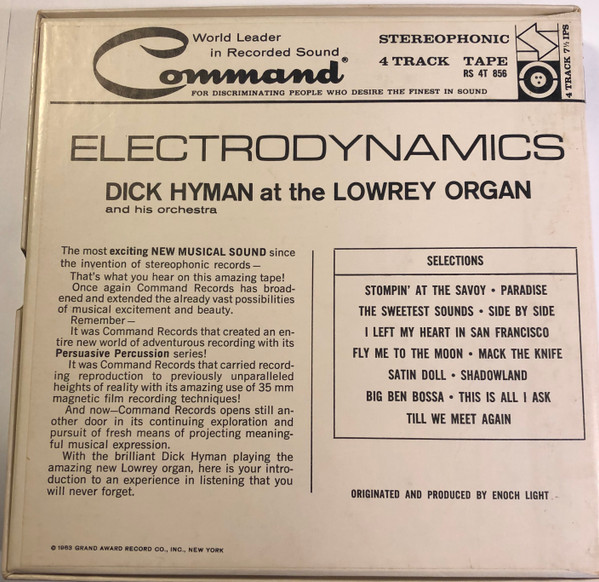 World Leader
in Recorded Sound
Command®
FOR DISCRIMINATING PEOPLE WHO DESIRE THE FINEST IN SOUND
STEREOPHONIC
4 TRACK TAPE
RS 4T 856
4 TRACK 7½ IPS
ELECTRODYNAMICS
DICK HYMAN at the LOWREY ORGAN
and his orchestra
The most exciting NEW MUSICAL SOUND since
the invention of stereophonic records—
That's what you hear on this amazing tape!
Once again Command Records has broad-
ened and extended the already vast possibilities
of musical excitement and beauty.
Remember—
It was Command Records that created an en-
tire new world of adventurous recording with its
Persuasive Percussion series!
It was Command Records that carried record-
ing reproduction to previously unparalleled
heights of reality with its amazing use of 35 mm
magnetic film recording techniques!
And now—Command Records opens still an-
other door in its continuing exploration and
pursuit of fresh means of projecting meaning-
ful musical expression.
With the brilliant Dick Hyman playing the
amazing new Lowrey organ, here is your intro-
duction to an experience in listening that you
will never forget.
SELECTIONS
STOMPIN' AT THE SAVOY • PARADISE
THE SWEETEST SOUNDS • SIDE BY SIDE
I LEFT MY HEART IN SAN FRANCISCO
FLY ME TO THE MOON • MACK THE KNIFE
SATIN DOLL • SHADOWLAND
BIG BEN BOSSA • THIS IS ALL I ASK
TILL WE MEET AGAIN
ORIGINATED AND PRODUCED BY ENOCH LIGHT
© 1963 GRAND AWARD RECORD CO., INC., NEW YORK